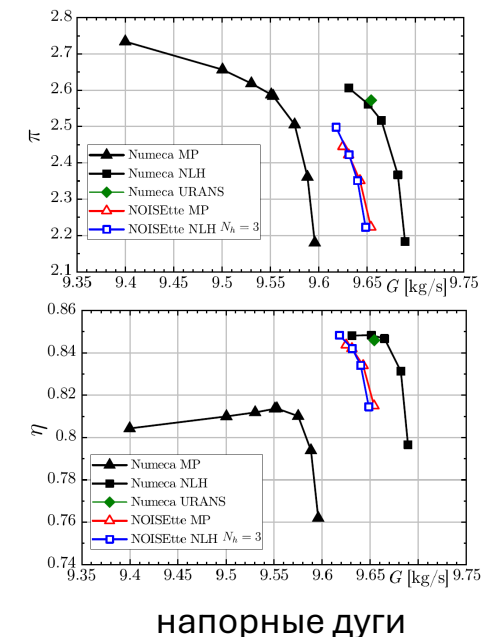 2.8
2.7
2.6
2.5
2.4
2.3
2.2
2.1
π
Numeca MP
Numeca NLH
Numeca URANS
NOISEtte MP
NOISEtte NLH N_h = 3
9.35 9.4 9.45 9.5 9.55 9.6 9.65 G [kg/s] 9.75
0.86
0.84
0.82
0.8
0.78
0.76
0.74
η
Numeca MP
Numeca NLH
Numeca URANS
NOISEtte MP
NOISEtte NLH N_h = 3
9.35 9.4 9.45 9.5 9.55 9.6 9.65 G [kg/s] 9.75
напорные дуги